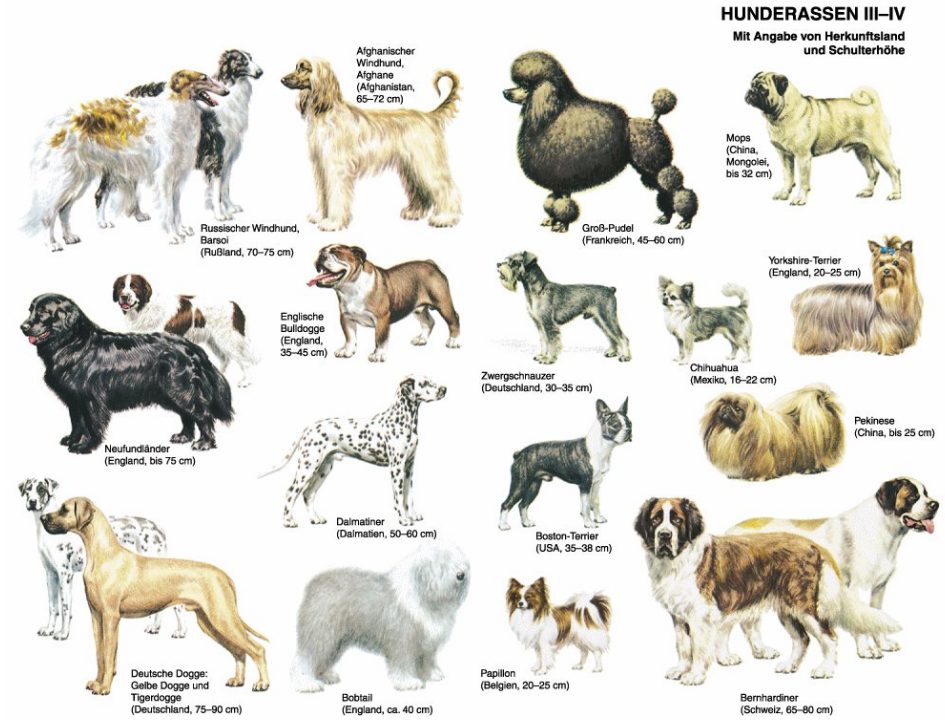 HUNDERASSEN III–IV
Mit Angabe von Herkunftsland
und Schulterhöhe
Afghanischer
Windhund,
Afghane
(Afghanistan,
65–72 cm)
Mops
(China,
Mongolei,
bis 32 cm)
Russischer Windhund,
Barsoi
(Rußland, 70–75 cm)
Groß-Pudel
(Frankreich, 45–60 cm)
Yorkshire-Terrier
(England, 20–25 cm)
Englische
Bulldogge
(England,
35–45 cm)
Zwergschnauzer
(Deutschland, 30–35 cm)
Chihuahua
(Mexiko, 16–22 cm)
Neufundländer
(England, bis 75 cm)
Pekinese
(China, bis 25 cm)
Dalmatiner
(Dalmatien, 50–60 cm)
Boston-Terrier
(USA, 35–38 cm)
Deutsche Dogge:
Gelbe Dogge und
Tigerdogge
(Deutschland, 75–90 cm)
Bobtail
(England, ca. 40 cm)
Papillon
(Belgien, 20–25 cm)
Bernhardiner
(Schweiz, 65–80 cm)